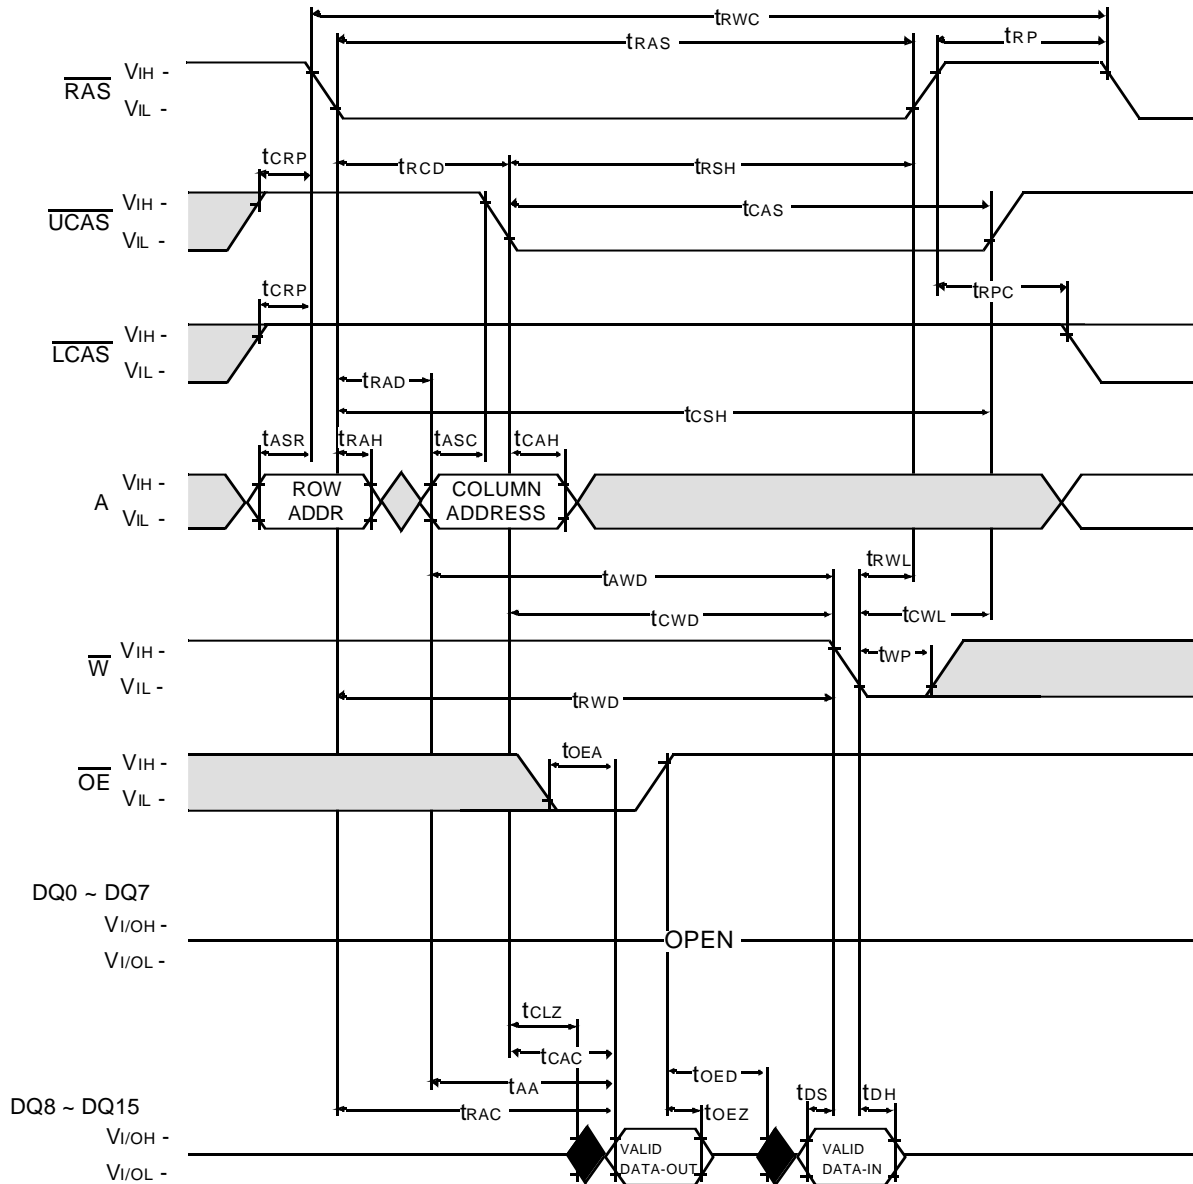 tRWC
tRAS
tRP
RAS
VIH -
VIL -
tCRP
tRCD
tRSH
UCAS
VIH -
VIL -
tCAS
tCRP
tRPC
LCAS
VIH -
VIL -
tRAD
tCSH
tASR
tRAH
tASC
tCAH
A
VIH -
VIL -
ROW
ADDR
COLUMN
ADDRESS
tAWD
tRWL
tCWD
tCWL
W
VIH -
VIL -
tWP
tRWD
OE
VIH -
VIL -
tOEA
DQ0 ~ DQ7
VI/OH -
VI/OL -
OPEN
tCLZ
tCAC
tAA
tOED
tRAC
tOEZ
tDS
tDH
DQ8 ~ DQ15
VI/OH -
VI/OL -
VALID
DATA-OUT
VALID
DATA-IN